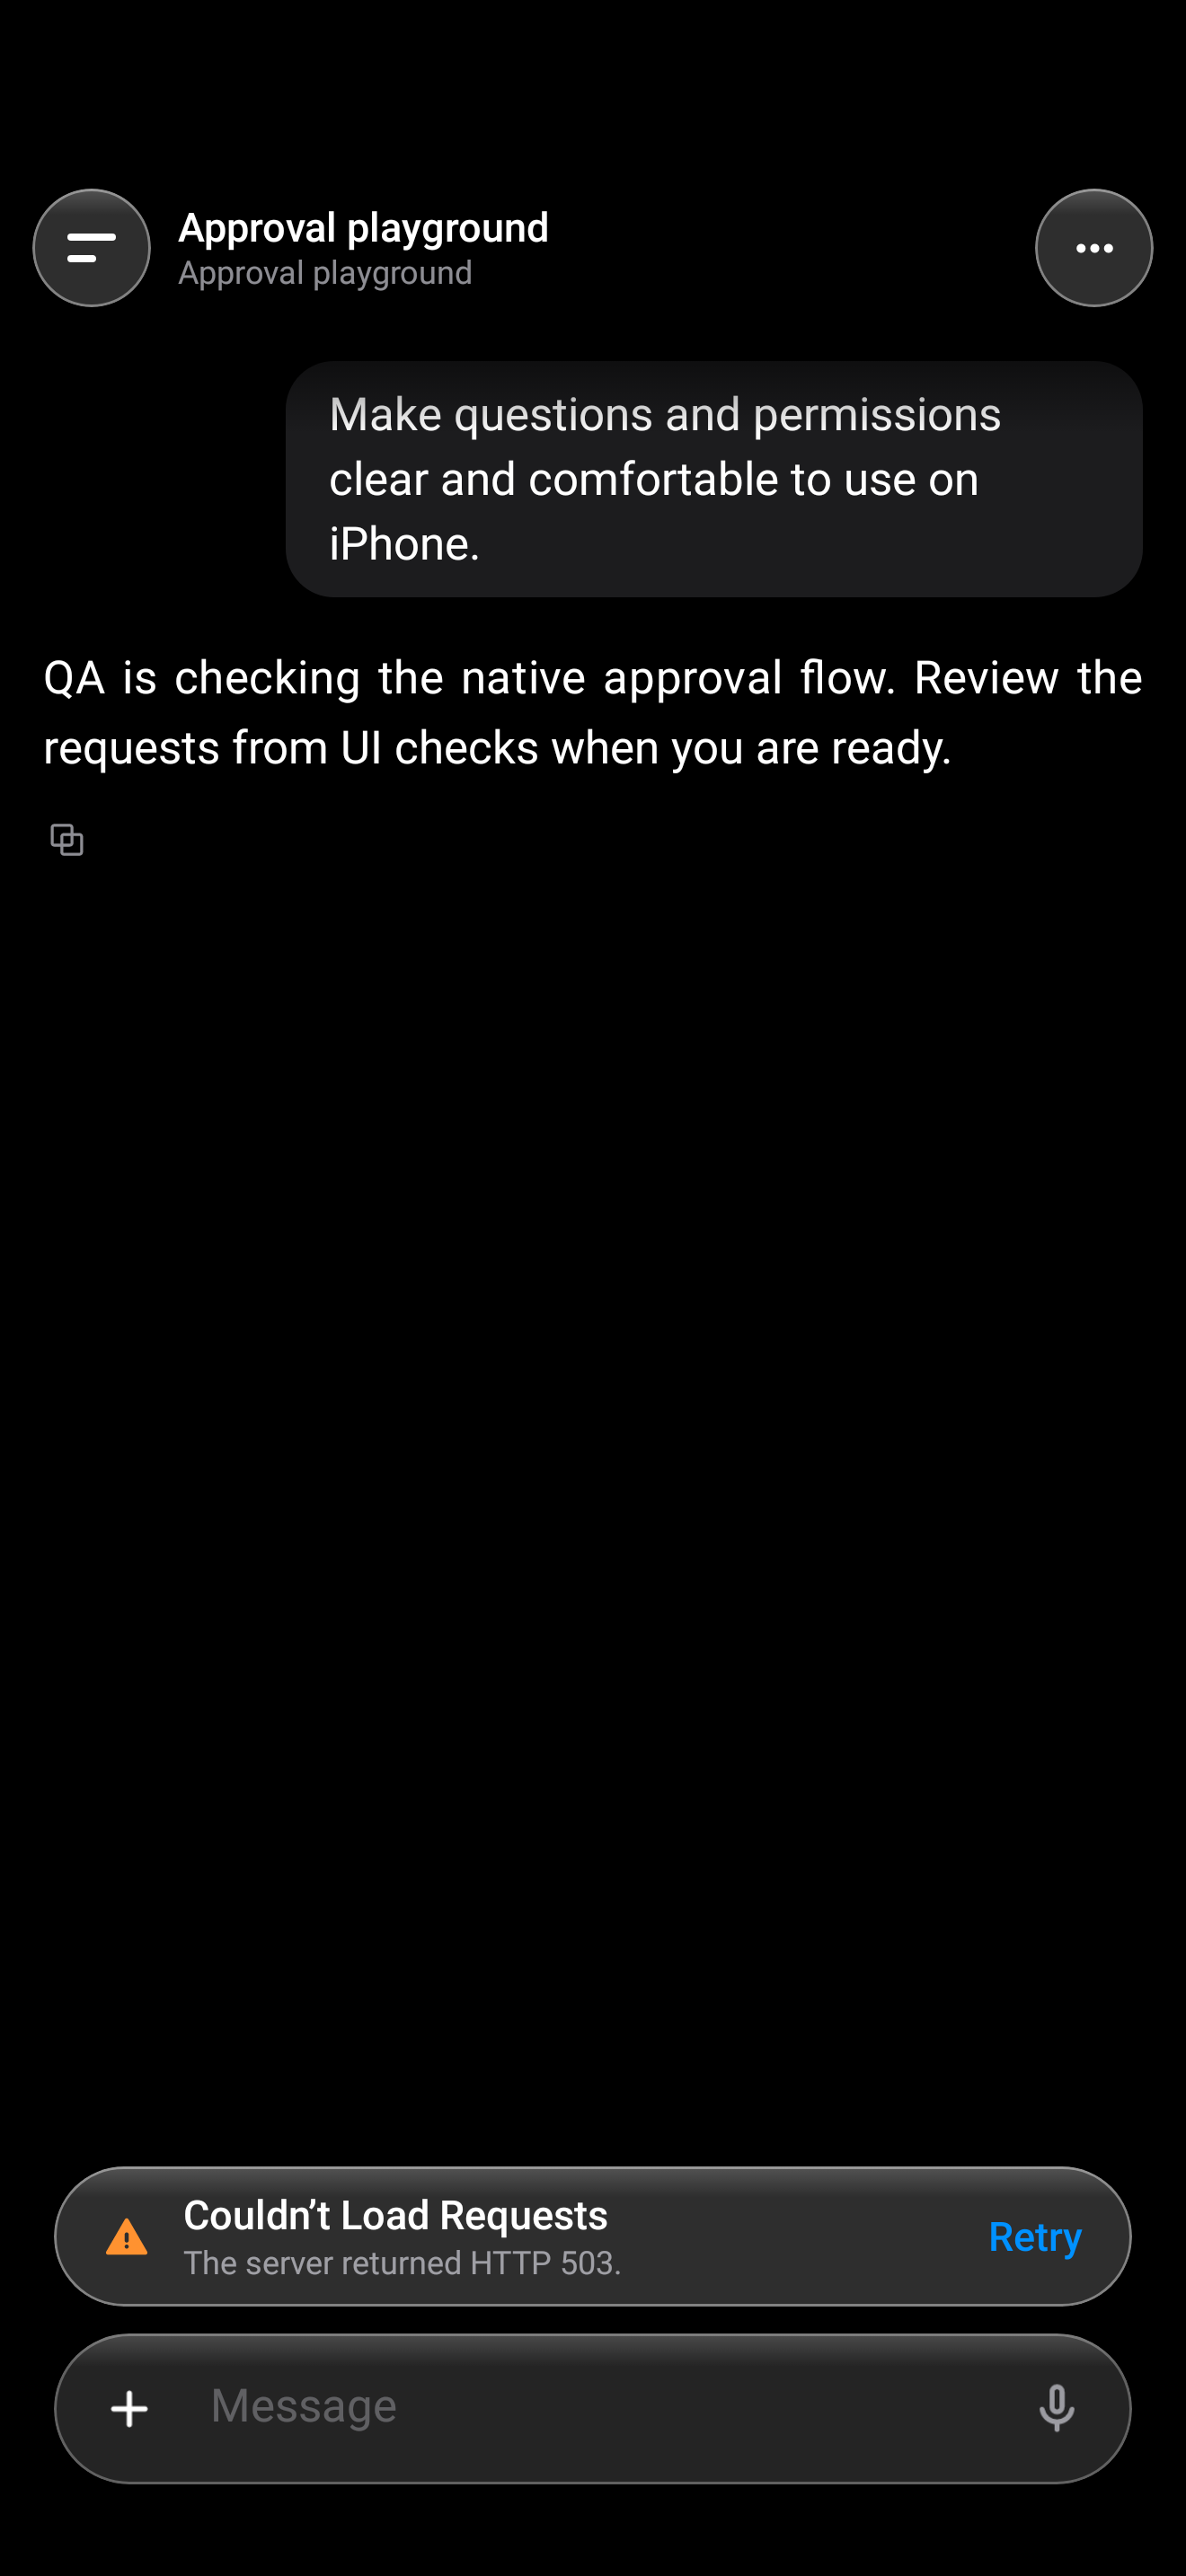 Approval playground
Approval playground
Make questions and permissions
clear and comfortable to use on
iPhone.
QA is checking the native approval flow. Review the
requests from UI checks when you are ready.
Couldn’t Load Requests
The server returned HTTP 503.
Retry
Message